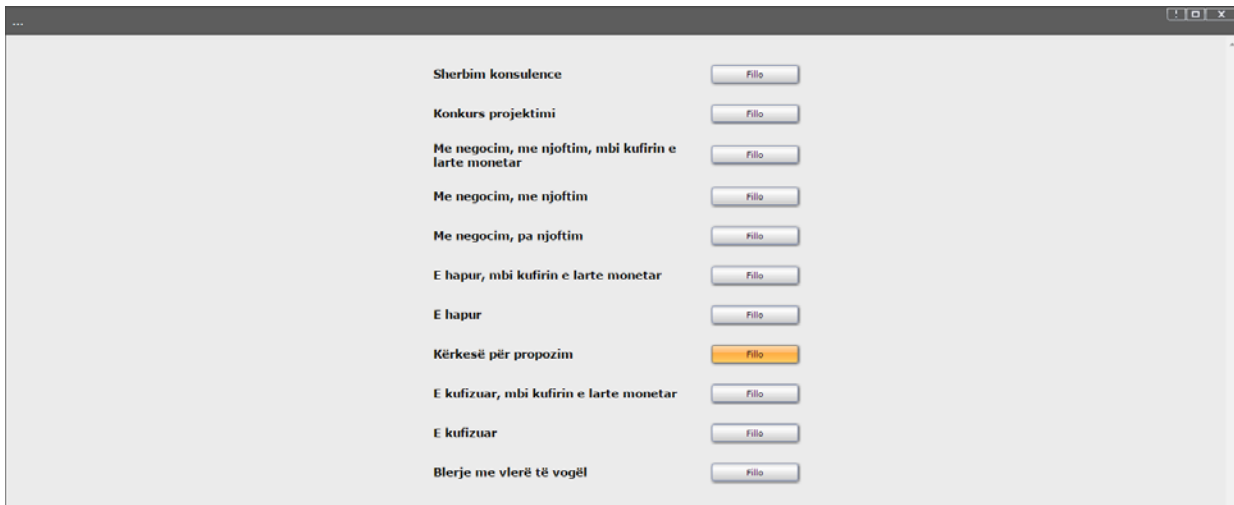 ...
Sherbim konsulence Fillo
Konkurs projektimi Fillo
Me negocim, me njoftim, mbi kufirin e
larte monetar Fillo
Me negocim, me njoftim Fillo
Me negocim, pa njoftim Fillo
E hapur, mbi kufirin e larte monetar Fillo
E hapur Fillo
Kërkesë për propozim Fillo
E kufizuar, mbi kufirin e larte monetar Fillo
E kufizuar Fillo
Blerje me vlerë të vogël Fillo